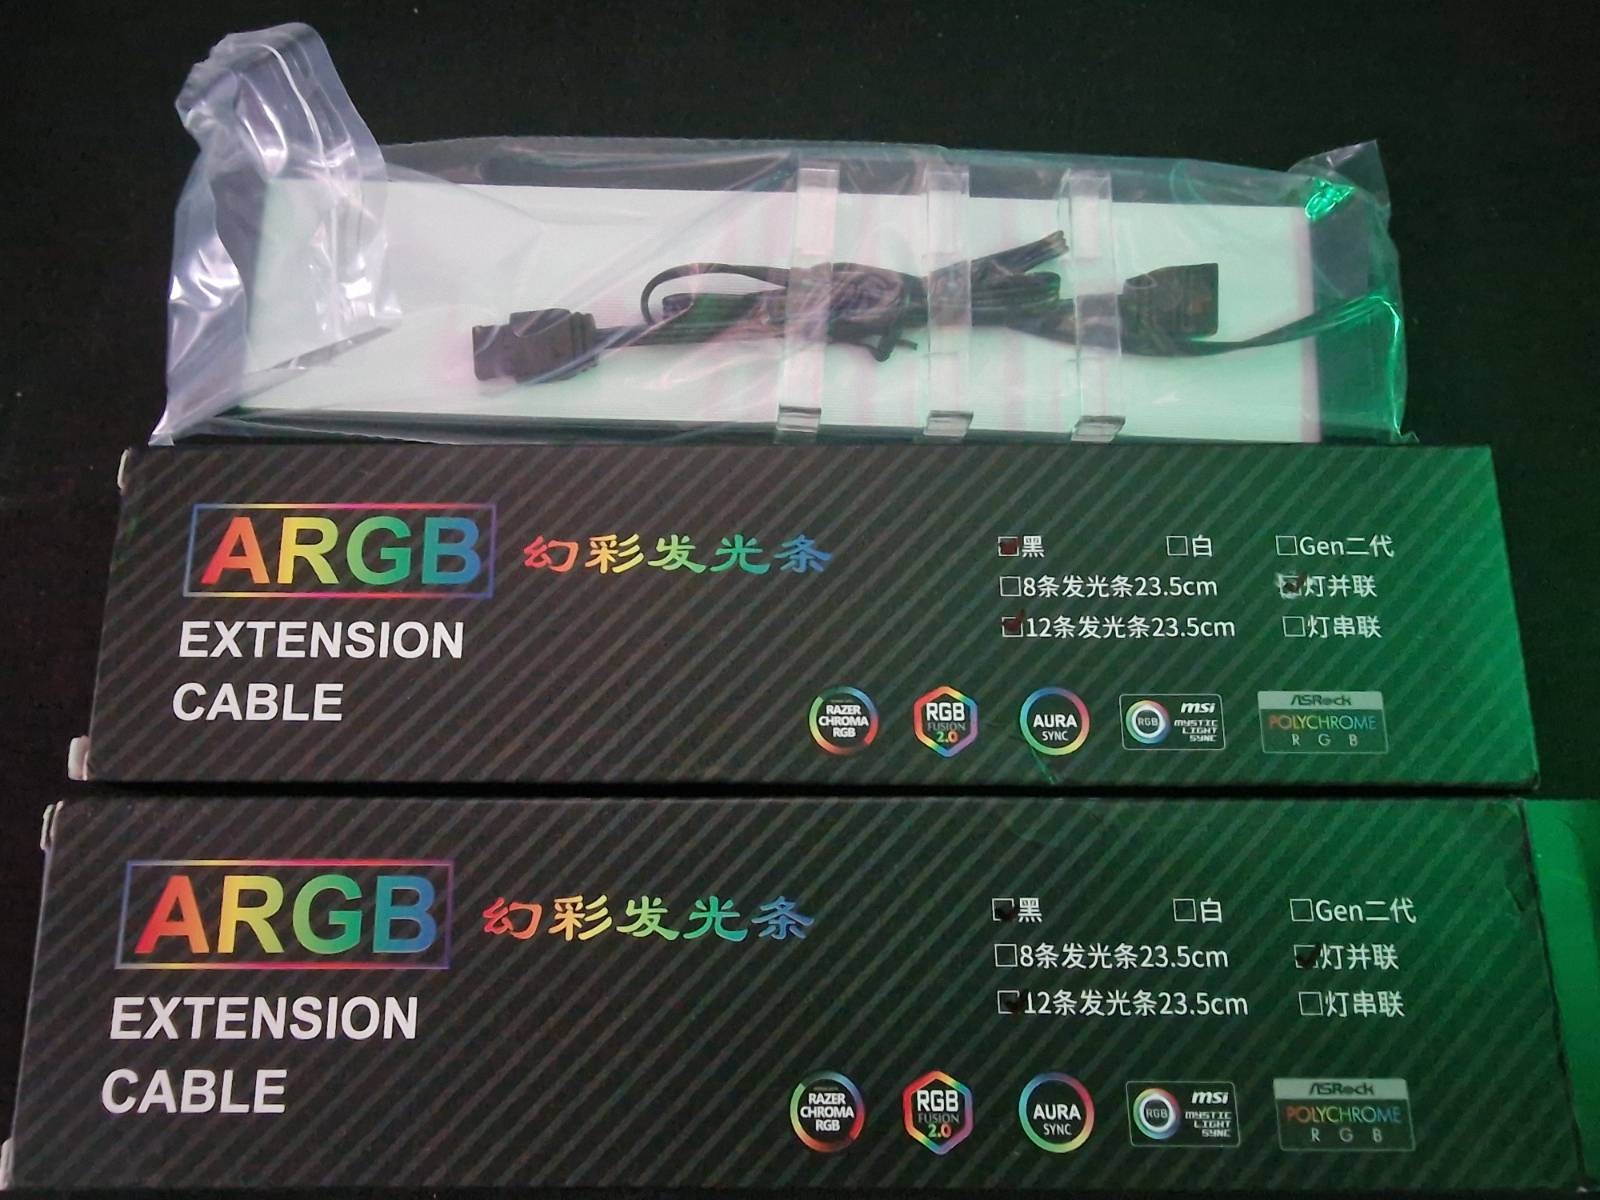 ARGB 幻彩发光条
EXTENSION
CABLE
黑 白 Gen二代
8条发光条23.5cm 灯并联
12条发光条23.5cm 灯串联
RAZER
CHROMA
RGB
RGB
FUSION
2.0
AURA
SYNC
RGB
msi
MYSTIC
LIGHT
SYNC
ASRock
POLYCHROME
RGB
ARGB 幻彩发光条
EXTENSION
CABLE
黑 白 Gen二代
8条发光条23.5cm 灯并联
12条发光条23.5cm 灯串联
RAZER
CHROMA
RGB
RGB
FUSION
2.0
AURA
SYNC
RGB
msi
MYSTIC
LIGHT
SYNC
ASRock
POLYCHROME
RGB